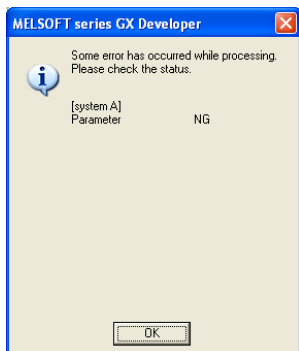 MELSOFT series GX Developer
Some error has occurred while processing.
Please check the status.
[system A]
Parameter NG
OK